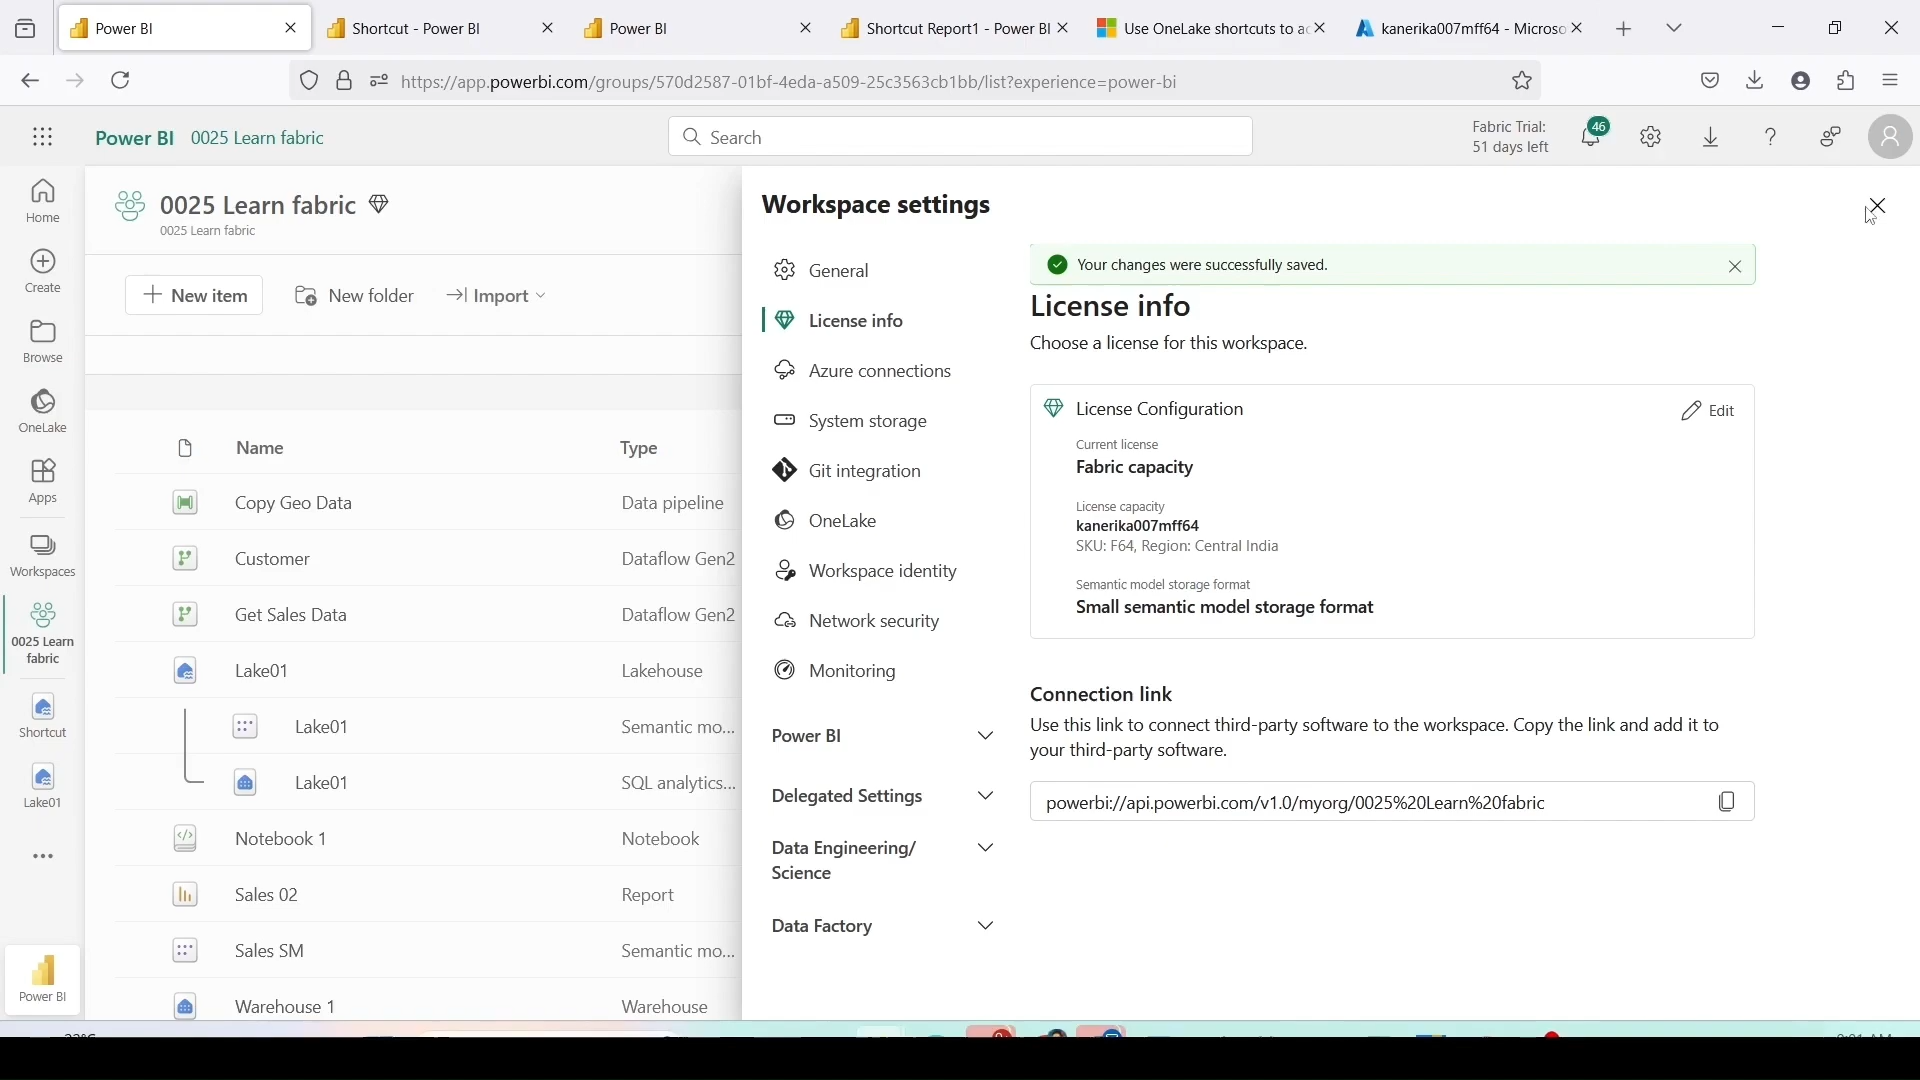 Power BI
Shortcut - Power BI
Power BI
Shortcut Report1 - Power BI
Use OneLake shortcuts to ac
kanerika007mff64 - Microso
https://app.powerbi.com/groups/570d2587-01bf-4eda-a509-25c3563cb1bb/list?experience=power-bi
Power BI 0025 Learn fabric
Search
Fabric Trial:
51 days left
46
Home
Create
Browse
OneLake
Apps
Workspaces
0025 Learn
fabric
Shortcut
Lake01
Power BI
0025 Learn fabric
0025 Learn fabric
New item
New folder
Import
Name Type
Copy Geo Data Data pipeline
Customer Dataflow Gen2
Get Sales Data Dataflow Gen2
Lake01 Lakehouse
Lake01 Semantic mo...
Lake01 SQL analytics...
Notebook 1 Notebook
Sales 02 Report
Sales SM Semantic mo...
Warehouse 1 Warehouse
Workspace settings
General
License info
Azure connections
System storage
Git integration
OneLake
Workspace identity
Network security
Monitoring
Power BI
Delegated Settings
Data Engineering/
Science
Data Factory
Your changes were successfully saved.
License info
Choose a license for this workspace.
License Configuration
Edit
Current license
Fabric capacity
License capacity
kanerika007mff64
SKU: F64, Region: Central India
Semantic model storage format
Small semantic model storage format
Connection link
Use this link to connect third-party software to the workspace. Copy the link and add it to
your third-party software.
powerbi://api.powerbi.com/v1.0/myorg/0025%20Learn%20fabric